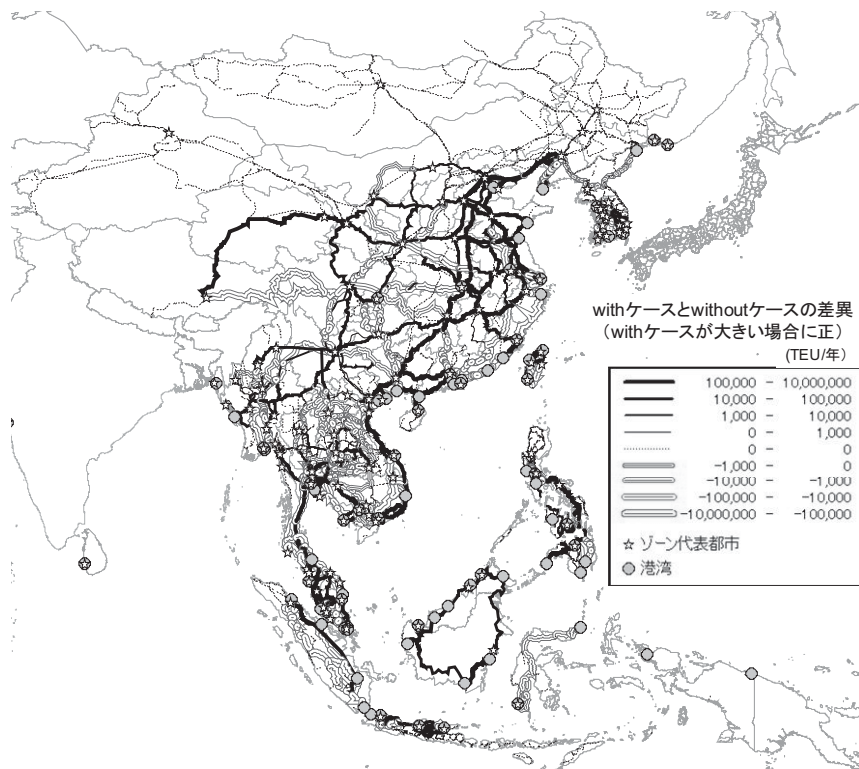 withケースとwithoutケースの差異
（withケースが大きい場合に正）
(TEU/年)
100,000 － 10,000,000
10,000 － 100,000
1,000 － 10,000
0 － 1,000
0 － 0
−1,000 － 0
−10,000 － −1,000
−100,000 － −10,000
−10,000,000 － −100,000
☆ ゾーン代表都市
港湾